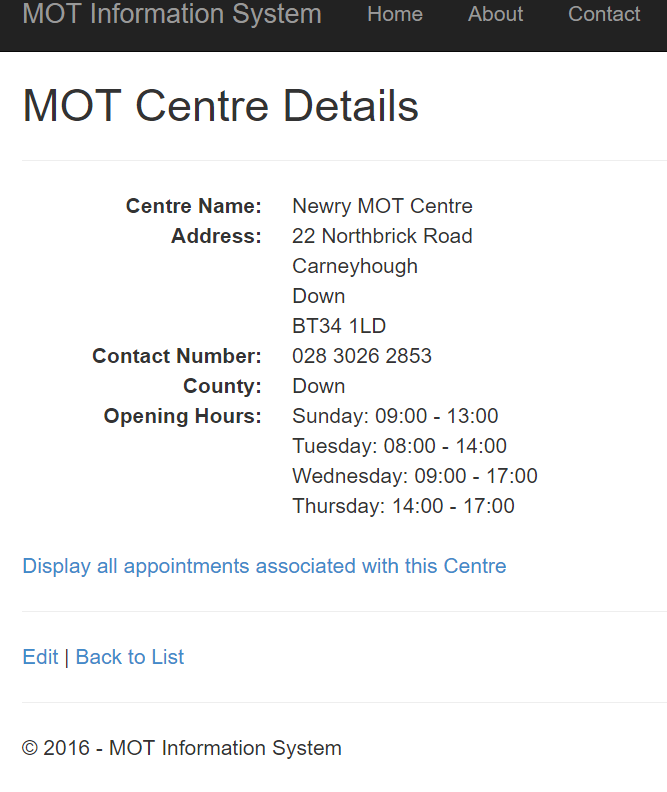 MOT Information System Home About Contact
MOT Centre Details
Centre Name: Newry MOT Centre
Address: 22 Northbrick Road
Carneyhough
Down
BT34 1LD
Contact Number: 028 3026 2853
County: Down
Opening Hours: Sunday: 09:00 - 13:00
Tuesday: 08:00 - 14:00
Wednesday: 09:00 - 17:00
Thursday: 14:00 - 17:00
Display all appointments associated with this Centre
Edit | Back to List
© 2016 - MOT Information System